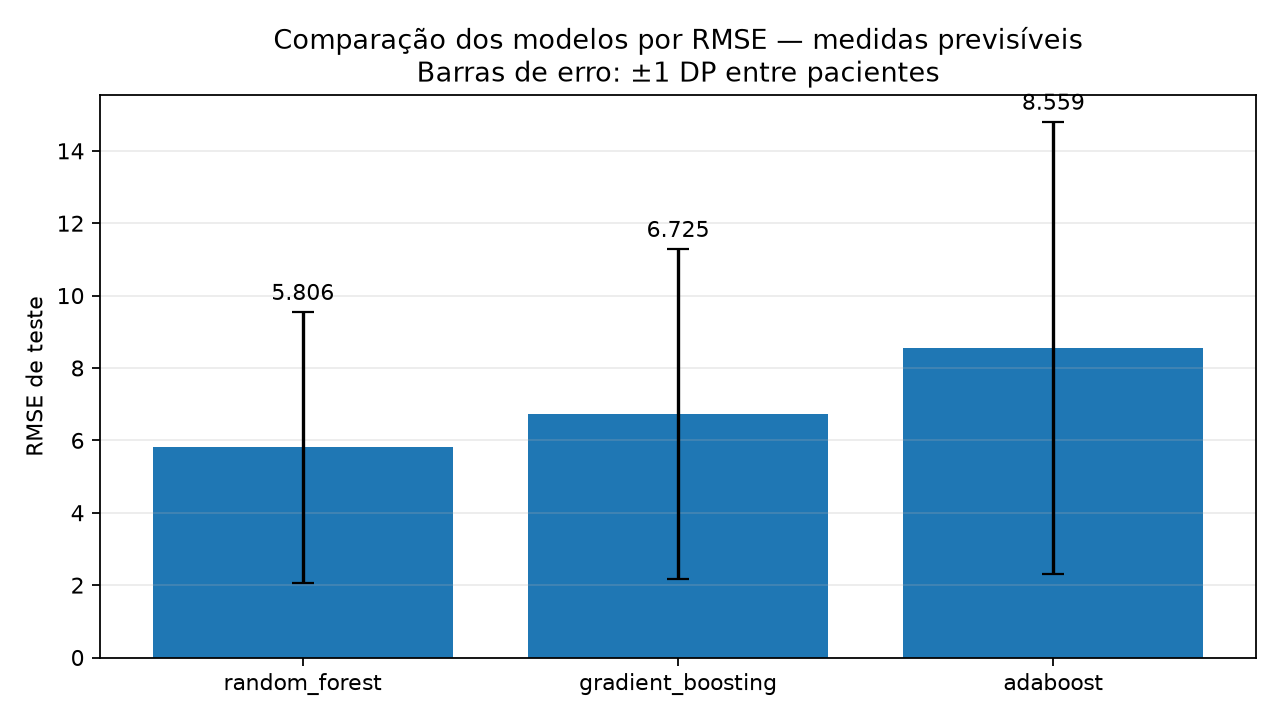 Comparação dos modelos por RMSE — medidas previsíveis
Barras de erro: ±1 DP entre pacientes
RMSE de teste
14
12
10
8
6
4
2
0
5.806
6.725
8.559
random_forest
gradient_boosting
adaboost